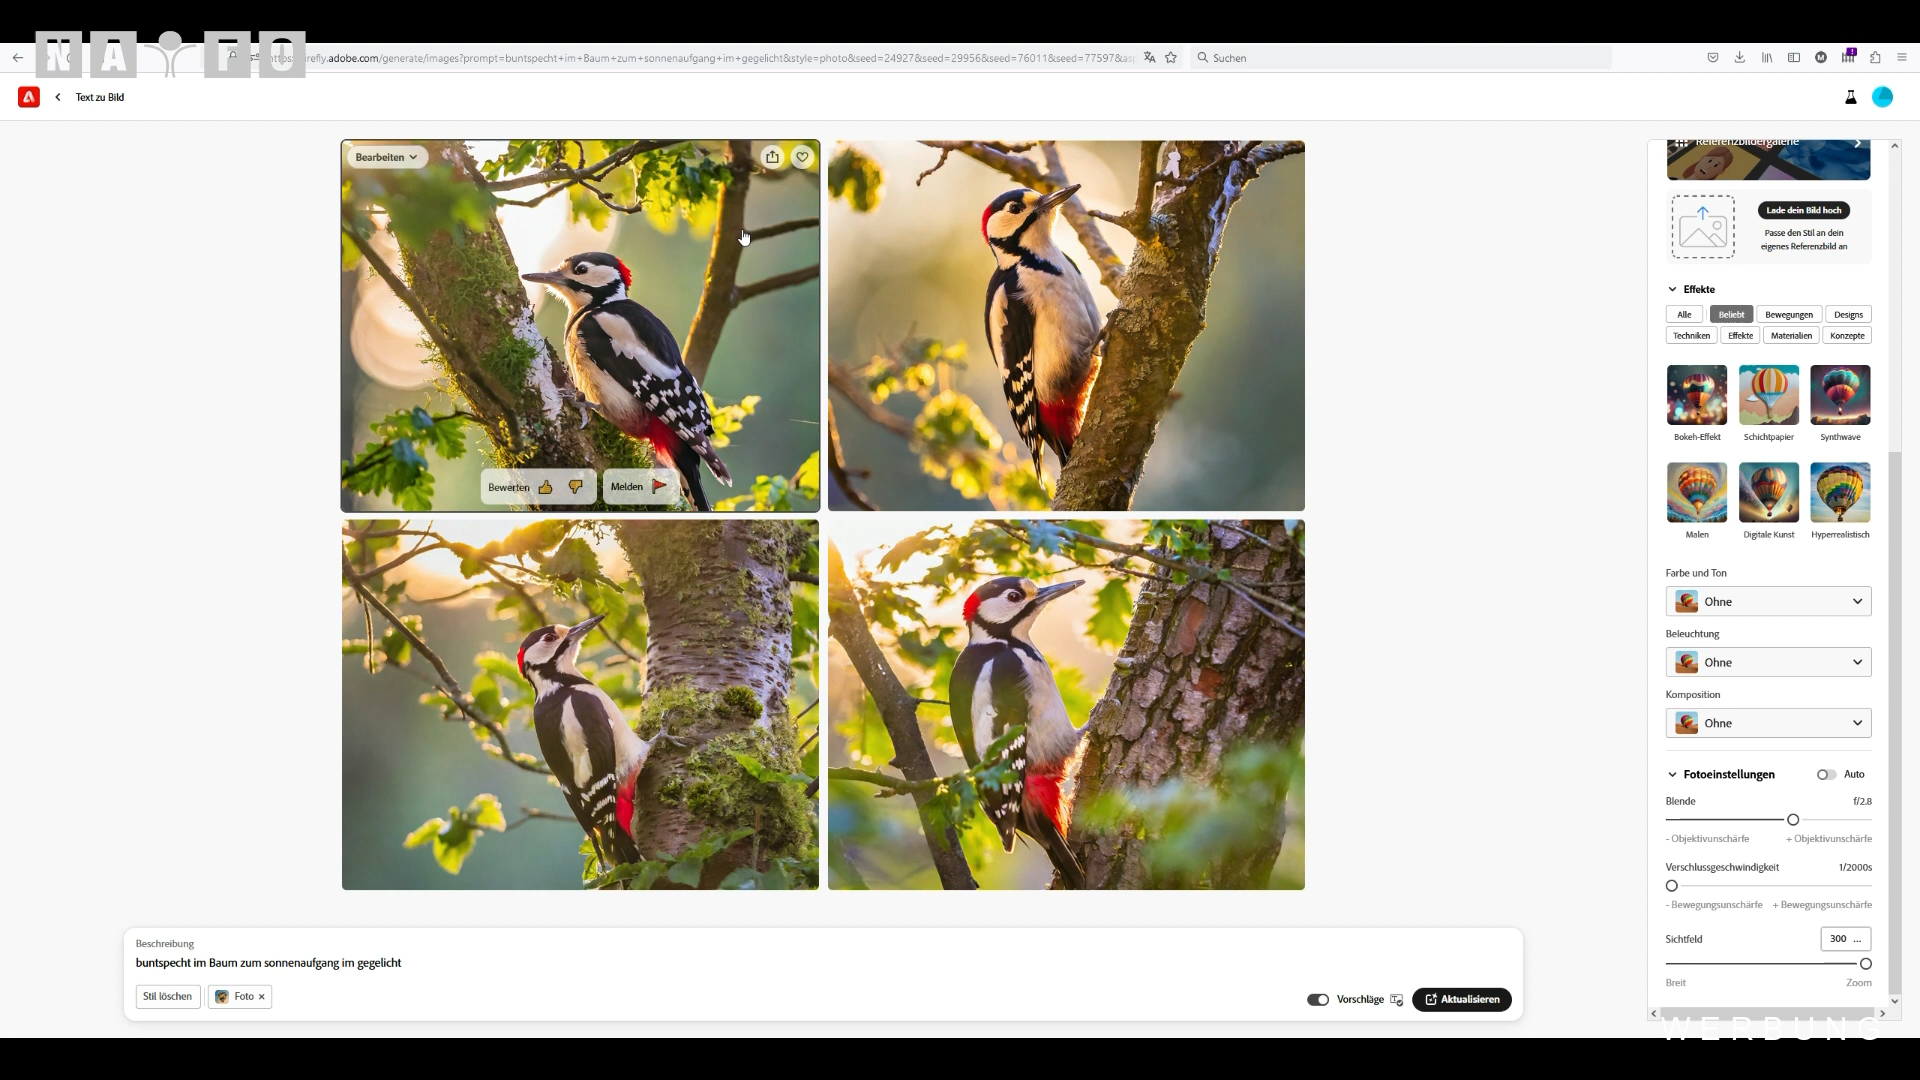 NA FO
firefly.adobe.com/generate/images?prompt=buntspecht+im+Baum+zum+sonnenaufgang+im+gegelicht&style=photo&seed=24927&seed=29956&seed=76011&seed=77597&as
Suchen
Text zu Bild
Bearbeiten
Bewerten
Melden
Referenzbildergalerie
Lade dein Bild hoch
Passe den Stil an dein
eigenes Referenzbild an
Effekte
Alle Beliebt Bewegungen Designs
Techniken Effekte Materialien Konzepte
Bokeh-Effekt Schichtpapier Synthwave
Malen Digitale Kunst Hyperrealistisch
Farbe und Ton
Ohne
Beleuchtung
Ohne
Komposition
Ohne
Fotoeinstellungen Auto
Blende f/2.8
- Objektivunschärfe + Objektivunschärfe
Verschlussgeschwindigkeit 1/2000s
- Bewegungsunschärfe + Bewegungsunschärfe
Sichtfeld 300 ...
Breit Zoom
Beschreibung
buntspecht im Baum zum sonnenaufgang im gegelicht
Stil löschen Foto ×
Vorschläge Aktualisieren
WERBUNG